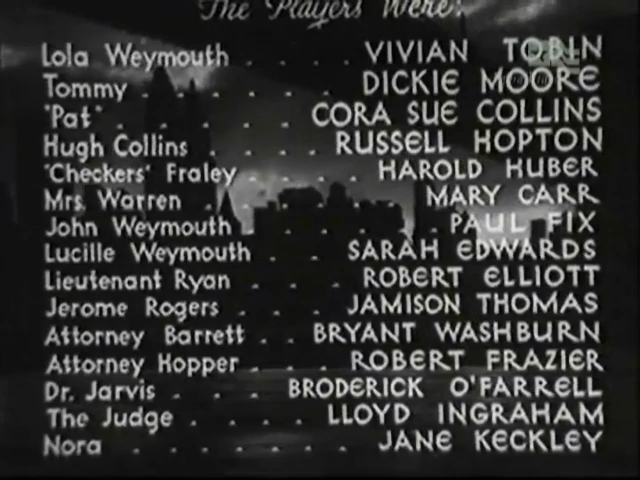 The Players Were:
Lola Weymouth . . . . VIVIAN TOBIN
Tommy . . . . . . . DICKIE MOORE
"Pat" . . . . . . CORA SUE COLLINS
Hugh Collins . . . . RUSSELL HOPTON
"Checkers" Fraley . . . . HAROLD HUBER
Mrs. Warren . . . . . . MARY CARR
John Weymouth . . . . . . PAUL FIX
Lucille Weymouth . . SARAH EDWARDS
Lieutenant Ryan . . . ROBERT ELLIOTT
Jerome Rogers . . . . JAMISON THOMAS
Attorney Barrett . . BRYANT WASHBURN
Attorney Hopper . . . ROBERT FRAZIER
Dr. Jarvis . . . . BRODERICK O'FARRELL
The Judge . . . . . LLOYD INGRAHAM
Nora . . . . . . . . JANE KECKLEY